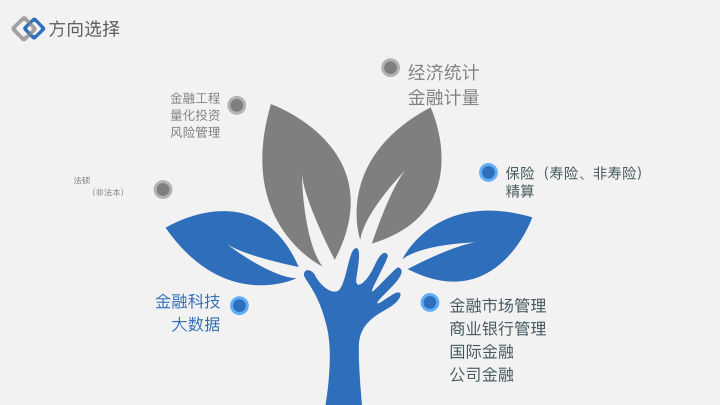 方向选择
经济统计
金融计量
金融工程
量化投资
风险管理
保险（寿险、非寿险）
精算
法硕
（非法本）
金融科技
大数据
金融市场管理
商业银行管理
国际金融
公司金融